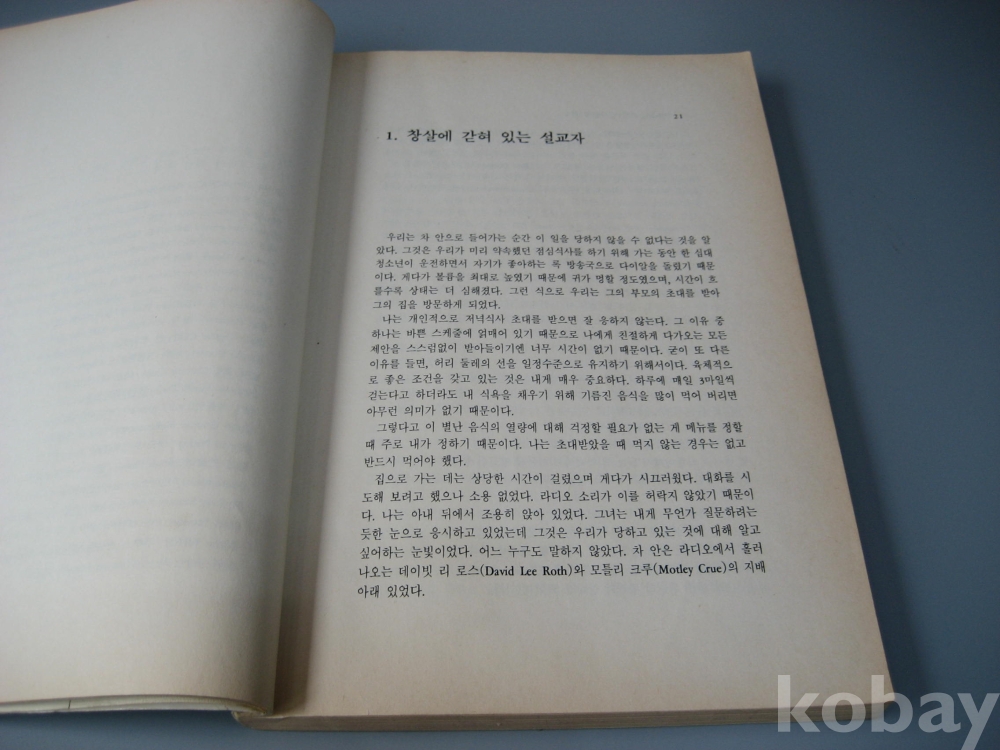 21
1. 창살에 갇혀 있는 설교자
우리는 차 안으로 들어가는 순간 이 일을 당하지 않을 수 없다는 것을 알
았다. 그것은 우리가 미리 약속했던 점심식사를 하기 위해 가는 동안 한 십대
청소년이 운전하면서 자기가 좋아하는 록 방송국으로 다이얄을 돌렸기 때문
이다. 게다가 볼륨을 최대로 높였기 때문에 귀가 멍할 정도였으며, 시간이 흐
를수록 상태는 더 심해졌다. 그런 식으로 우리는 그의 부모의 초대를 받아
그의 집을 방문하게 되었다.
나는 개인적으로 저녁식사 초대를 받으면 잘 응하지 않는다. 그 이유 중
하나는 바쁜 스케줄에 얽매어 있기 때문으로 나에게 친절하게 다가오는 모든
제안을 스스럼없이 받아들이기엔 너무 시간이 없기 때문이다. 굳이 또 다른
이유를 들면, 허리 둘레의 선을 일정수준으로 유지하기 위해서이다. 육체적으
로 좋은 조건을 갖고 있는 것은 내게 매우 중요하다. 하루에 매일 3마일씩
걷는다고 하더라도 내 식욕을 채우기 위해 기름진 음식을 많이 먹어 버리면
아무런 의미가 없기 때문이다.
그렇다고 이 별난 음식의 열량에 대해 걱정할 필요가 없는 게 메뉴를 정할
때 주로 내가 정하기 때문이다. 나는 초대받았을 때 먹지 않는 경우는 없고
반드시 먹어야 했다.
집으로 가는 데는 상당한 시간이 걸렸으며 게다가 시끄러웠다. 대화를 시
도해 보려고 했으나 소용 없었다. 라디오 소리가 이를 허락지 않았기 때문이
다. 나는 아내 뒤에서 조용히 앉아 있었다. 그녀는 내게 무언가 질문하려는
듯한 눈으로 응시하고 있었는데 그것은 우리가 당하고 있는 것에 대해 알고
싶어하는 눈빛이었다. 어느 누구도 말하지 않았다. 차 안은 라디오에서 흘러
나오는 데이빗 리 로스(David Lee Roth)와 모틀리 크루(Motley Crue)의 지배
아래 있었다.
kobay